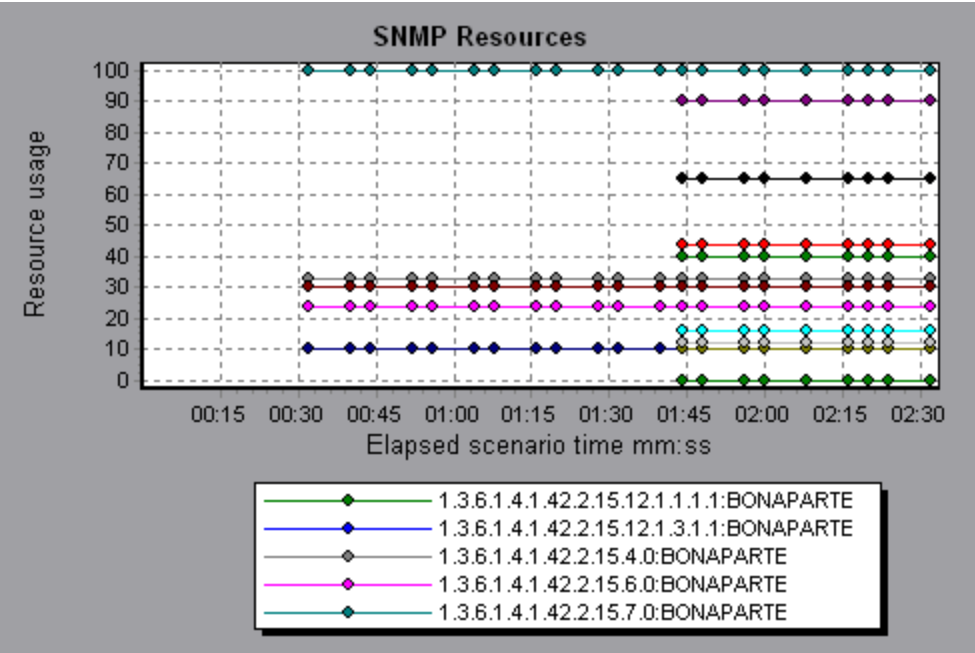 SNMP Resources
Resource usage
100
90
80
70
60
50
40
30
20
10
0
00:15 00:30 00:45 01:00 01:15 01:30 01:45 02:00 02:15 02:30
Elapsed scenario time mm:ss
1.3.6.1.4.1.42.2.15.12.1.1.1.1:BONAPARTE
1.3.6.1.4.1.42.2.15.12.1.3.1.1:BONAPARTE
1.3.6.1.4.1.42.2.15.4.0:BONAPARTE
1.3.6.1.4.1.42.2.15.6.0:BONAPARTE
1.3.6.1.4.1.42.2.15.7.0:BONAPARTE